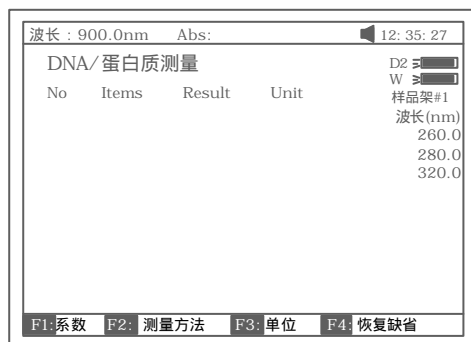 波长：900.0nm Abs: 12: 35: 27
DNA/蛋白质测量
D2
W
No Items Result Unit
样品架#1
波长(nm)
260.0
280.0
320.0
F1:系数 F2: 测量方法 F3: 单位 F4: 恢复缺省